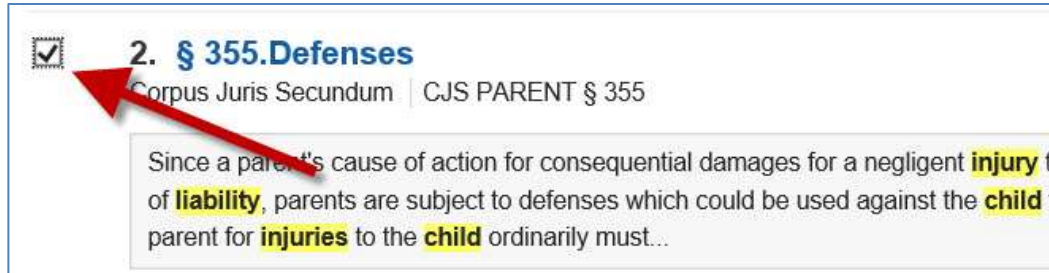 2. § 355.Defenses
Corpus Juris Secundum | CJS PARENT § 355
Since a parent's cause of action for consequential damages for a negligent injury
of liability, parents are subject to defenses which could be used against the child
parent for injuries to the child ordinarily must...